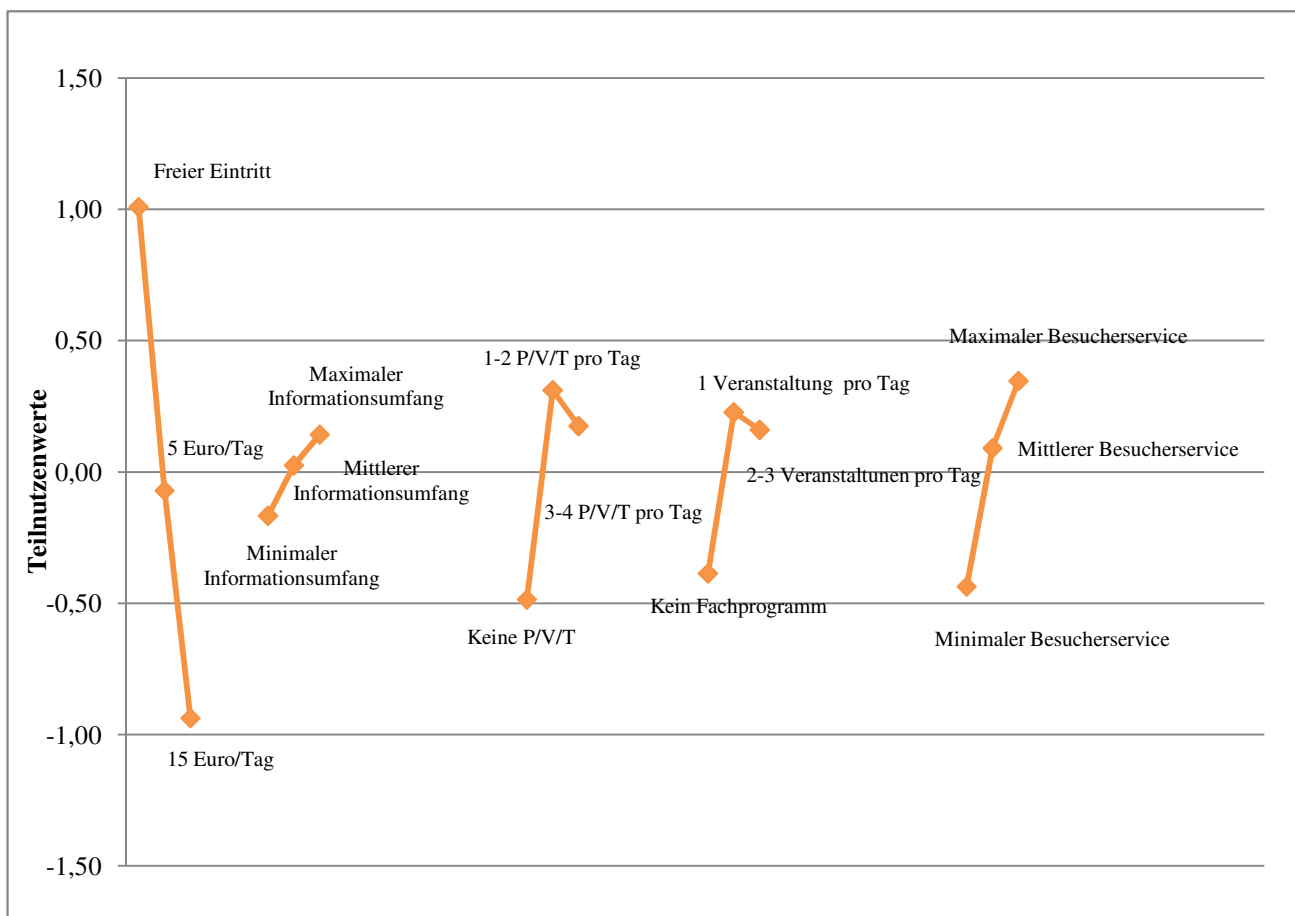 1,50
Freier Eintritt
1,00
0,50
Maximaler Besucherservice
1-2 P/V/T pro Tag
Maximaler
Informationsumfang
1 Veranstaltung pro Tag
5 Euro/Tag
0,00
Mittlerer
Informationsumfang
Mittlerer Besucherservice
2-3 Veranstaltunen pro Tag
3-4 P/V/T pro Tag
Teilnutzenwerte
Minimaler
Informationsumfang
-0,50
Kein Fachprogramm
Keine P/V/T
Minimaler Besucherservice
-1,00
15 Euro/Tag
-1,50